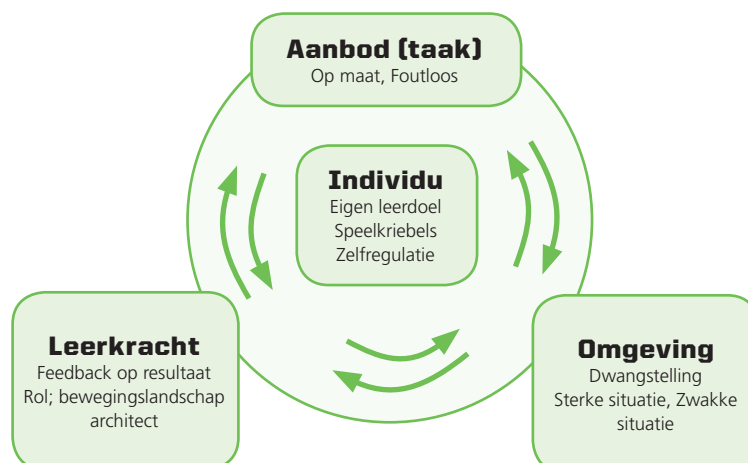 Aanbod (taak)
Op maat, Foutloos
Individu
Eigen leerdoel
Speelkriebels
Zelfregulatie
Leerkracht
Feedback op resultaat
Rol; bewegingslandschap
architect
Omgeving
Dwangstelling
Sterke situatie, Zwakke
situatie